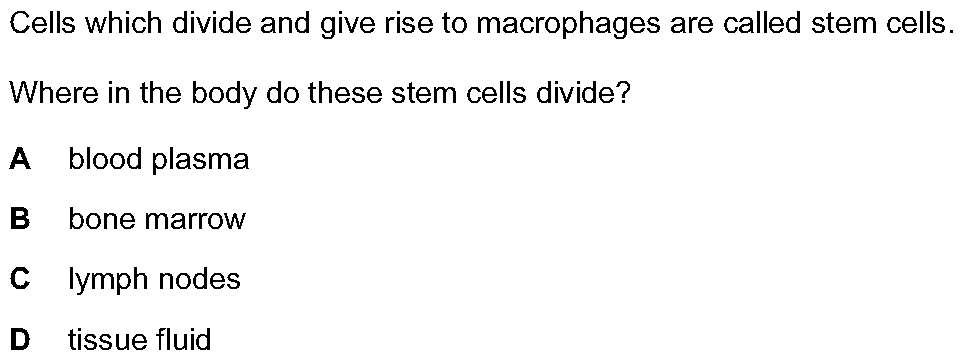 Cells which divide and give rise to macrophages are called stem cells.
Where in the body do these stem cells divide?
A blood plasma
B bone marrow
C lymph nodes
D tissue fluid